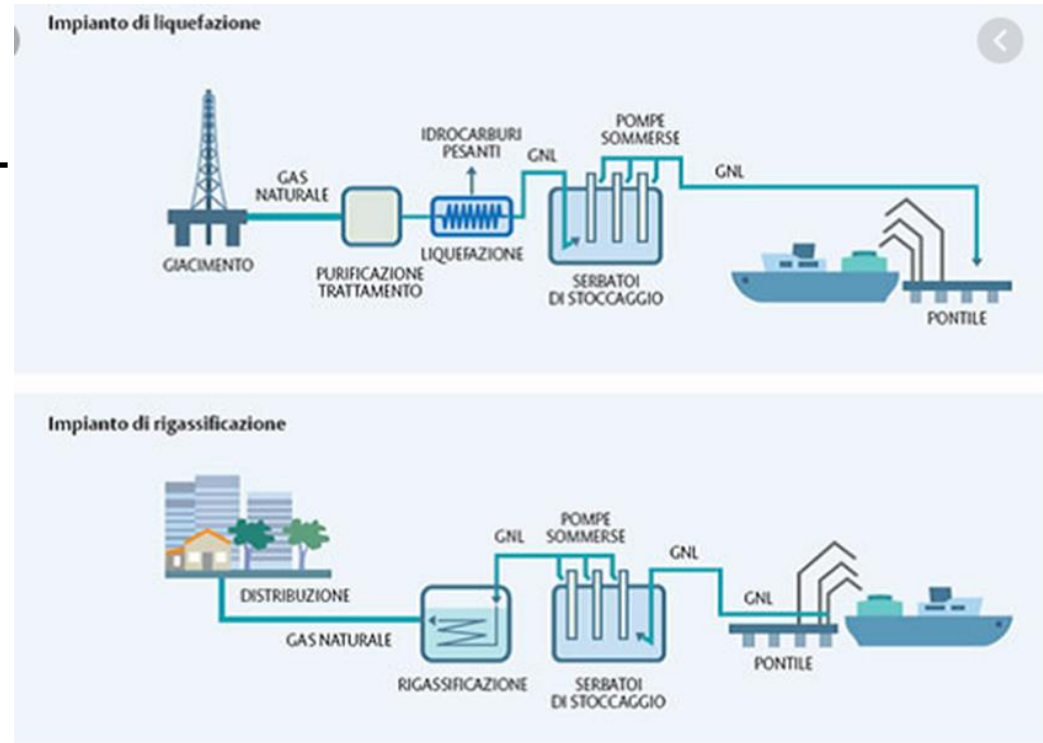 Impianto di liquefazione
IDROCARBURI
PESANTI
POMPE
SOMMERSE
GNL
GNL
GAS
NATURALE
GIACIMENTO
PURIFICAZIONE
TRATTAMENTO
LIQUEFAZIONE
SERBATOI
DI STOCCAGGIO
PONTILE
Impianto di rigassificazione
POMPE
SOMMERSE
GNL
GNL
GNL
DISTRIBUZIONE
GAS NATURALE
RIGASSIFICAZIONE
SERBATOI
DI STOCCAGGIO
PONTILE